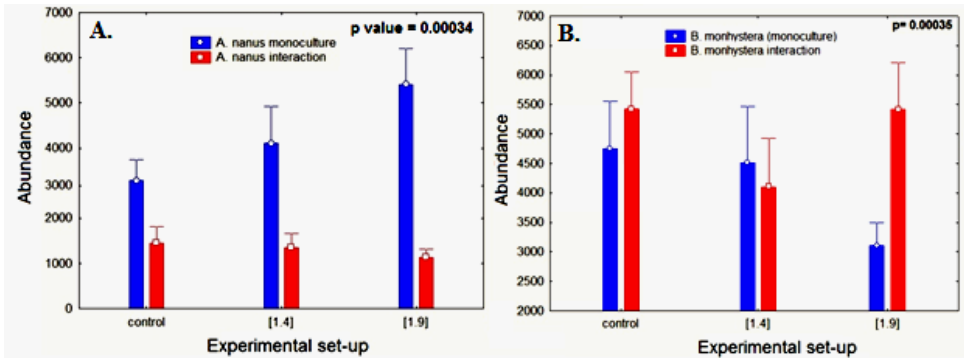 A.
p value = 0.00034
A. nanus monoculture
A. nanus interaction
Abundance
7000
6000
5000
4000
3000
2000
1000
0
control
[1.4]
[1.9]
Experimental set-up
B.
p= 0.00035
B. monhystera (monoculture)
B. monhystera interaction
Abundance
7000
6500
6000
5500
5000
4500
4000
3500
3000
2500
2000
control
[1.4]
[1.9]
Experimental set-up